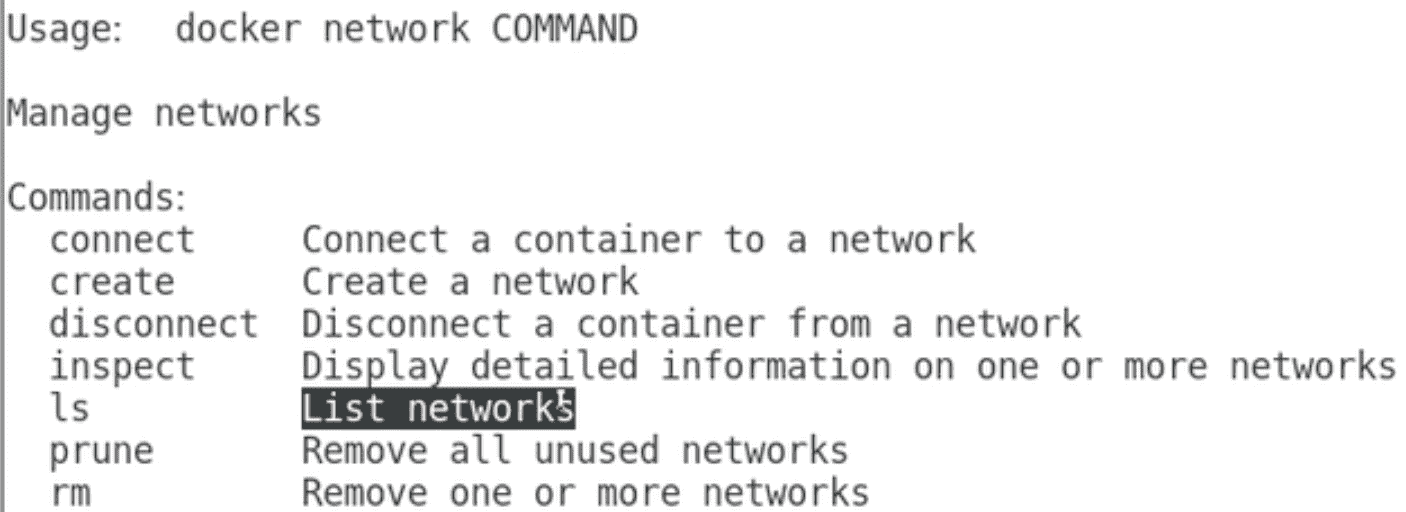 Usage:  docker network COMMAND
Manage networks
Commands:
  connect     Connect a container to a network
  create      Create a network
  disconnect  Disconnect a container from a network
  inspect     Display detailed information on one or more networks
  ls          List networks
  prune       Remove all unused networks
  rm          Remove one or more networks